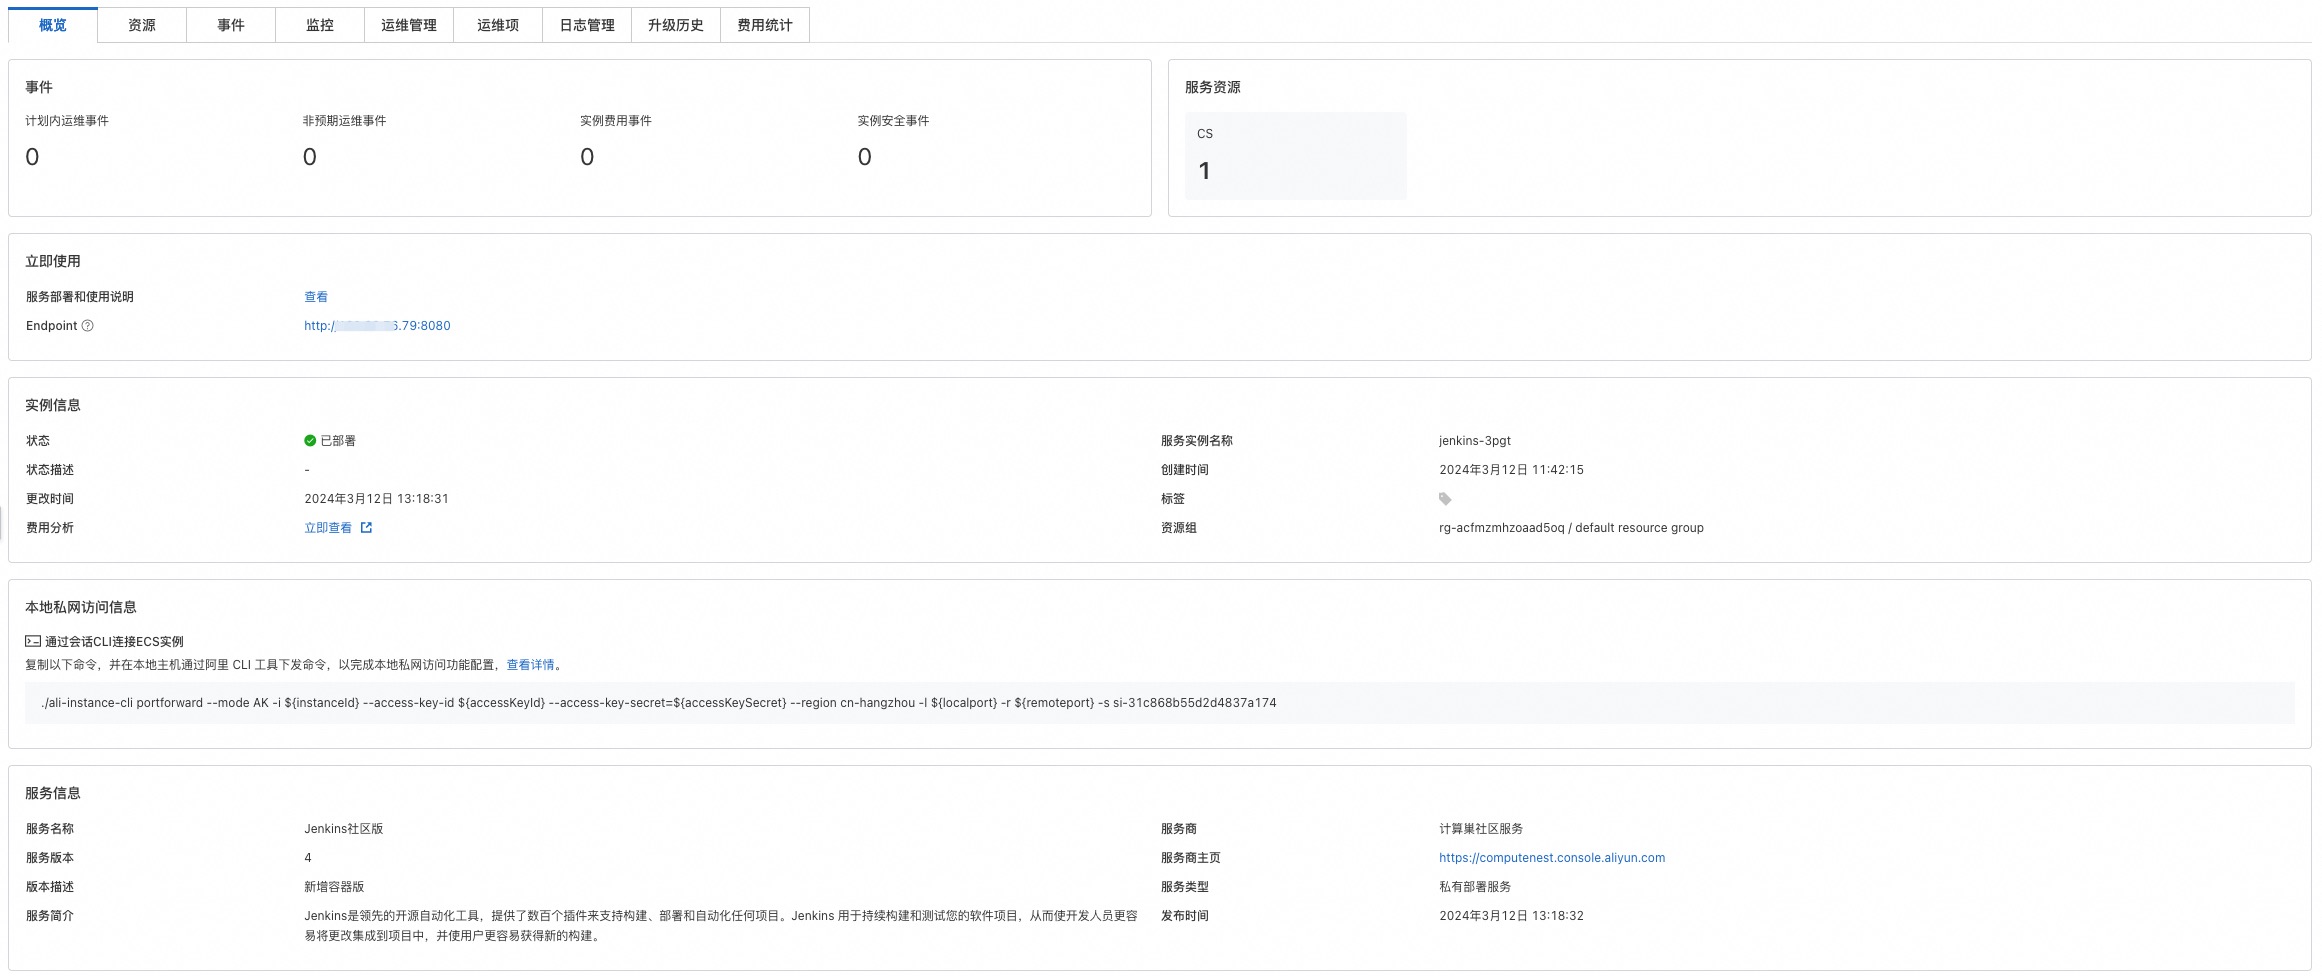 概览 资源 事件 监控 运维管理 运维项 日志管理 升级历史 费用统计
事件
计划内运维事件 非预期运维事件 实例费用事件 实例安全事件
0 0 0 0
服务资源
CS
1
立即使用
服务部署和使用说明 查看
Endpoint http:/ .79:8080
实例信息
状态 已部署 服务实例名称 jenkins-3pgt
状态描述 - 创建时间 2024年3月12日 11:42:15
更改时间 2024年3月12日 13:18:31 标签
费用分析 立即查看 资源组 rg-acfmzmhzoaad5oq / default resource group
本地私网访问信息
通过会话CLI连接ECS实例
复制以下命令，并在本地主机通过阿里 CLI 工具下发命令，以完成本地私网访问功能配置，查看详情。
./ali-instance-cli portforward --mode AK -i ${instanceId} --access-key-id ${accessKeyId} --access-key-secret=${accessKeySecret} --region cn-hangzhou -l ${localport} -r ${remoteport} -s si-31c868b55d2d4837a174
服务信息
服务名称 Jenkins社区版 服务商 计算巢社区服务
服务版本 4 服务商主页 https://computenest.console.aliyun.com
版本描述 新增容器版 服务类型 私有部署服务
服务简介 Jenkins是领先的开源自动化工具，提供了数百个插件来支持构建、部署和自动化任何项目。Jenkins 用于持续构建和测试您的软件项目，从而使开发人员更容 发布时间 2024年3月12日 13:18:32
易将更改集成到项目中，并使用户更容易获得新的构建。